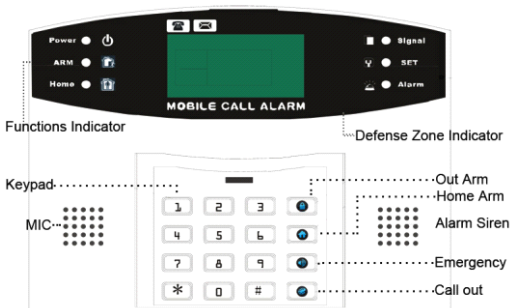 Power
ARM
Home
Signal
SET
Alarm
MOBILE CALL ALARM
Functions Indicator
Defense Zone Indicator
Keypad
Out Arm
Home Arm
MIC
Alarm Siren
Emergency
Call out
1 2 3
4 5 6
7 8 9
* 0 #